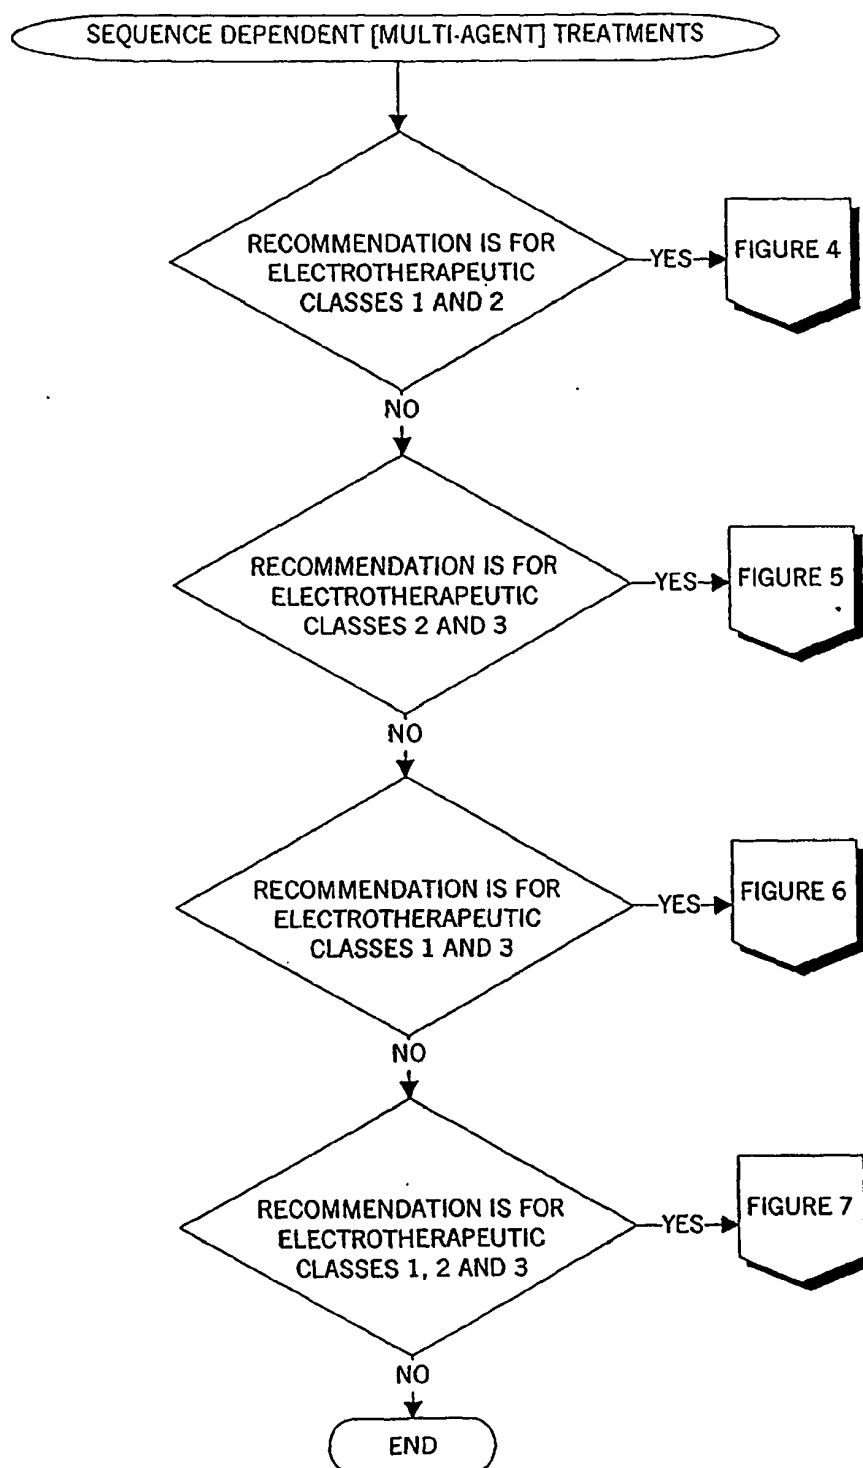 SEQUENCE DEPENDENT [MULTI-AGENT] TREATMENTS
RECOMMENDATION IS FOR
ELECTROTHERAPEUTIC
CLASSES 1 AND 2
YES
FIGURE 4
NO
RECOMMENDATION IS FOR
ELECTROTHERAPEUTIC
CLASSES 2 AND 3
YES
FIGURE 5
NO
RECOMMENDATION IS FOR
ELECTROTHERAPEUTIC
CLASSES 1 AND 3
YES
FIGURE 6
NO
RECOMMENDATION IS FOR
ELECTROTHERAPEUTIC
CLASSES 1, 2 AND 3
YES
FIGURE 7
NO
END